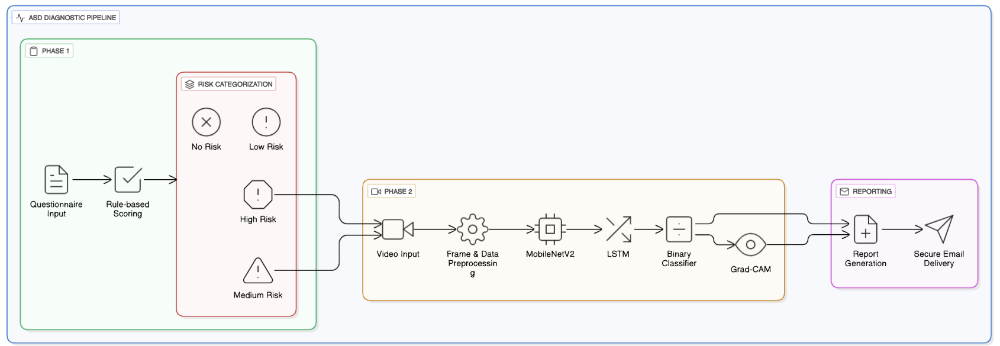 ASD DIAGNOSTIC PIPELINE
PHASE 1
RISK CATEGORIZATION
No Risk
Low Risk
Questionnaire
Input
Rule-based
Scoring
High Risk
Medium Risk
PHASE 2
Video Input
Frame & Data
Preprocessin
g
MobileNetV2
LSTM
Binary
Classifier
Grad-CAM
REPORTING
Report
Generation
Secure Email
Delivery